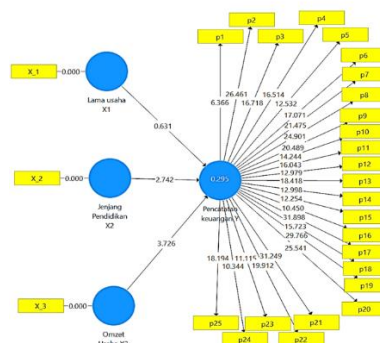 X_1
0.000
Lama usaha
X1
0.631
X_2
0.000
Jenjang
Pendidikan
X2
2.742
X_3
0.000
Omzet
3.726
0.295
Pencatatan
keuangan Y
p1
p2
p3
p4
p5
p6
p7
p8
p9
p10
p11
p12
p13
p14
p15
p16
p17
p18
p19
p20
p21
p22
p23
p24
p25
6.366
26.461
16.718
16.514
12.532
17.071
21.475
24.901
20.489
14.244
16.043
12.979
18.418
12.998
12.254
10.450
31.898
15.723
29.766
25.541
31.249
19.912
11.115
10.344
18.194